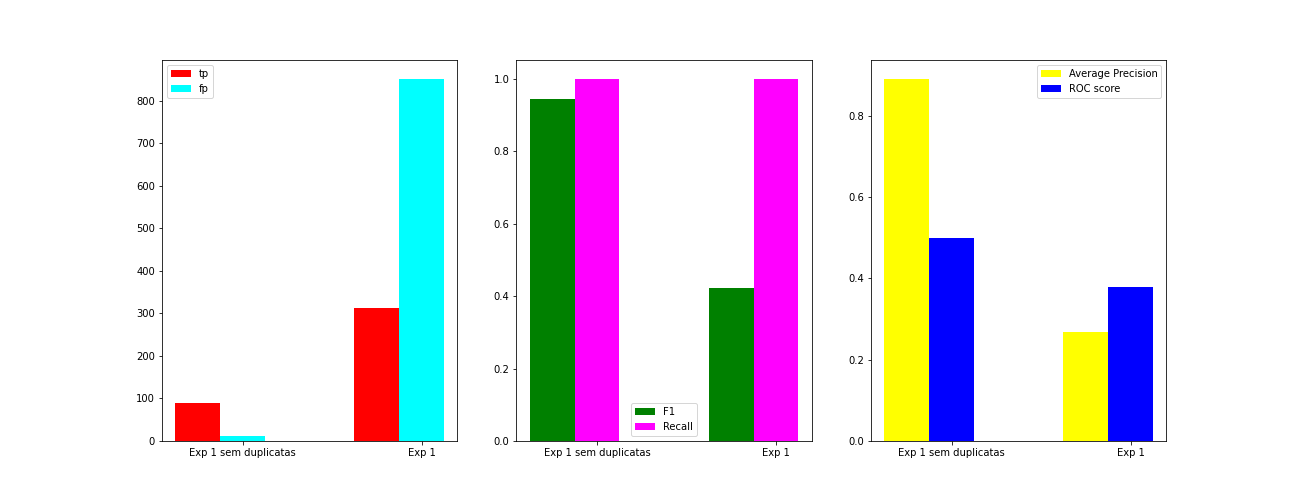 tp
fp
800
700
600
500
400
300
200
100
0
Exp 1 sem duplicatas
Exp 1
1.0
0.8
0.6
0.4
0.2
0.0
F1
Recall
Exp 1 sem duplicatas
Exp 1
Average Precision
ROC score
0.8
0.6
0.4
0.2
0.0
Exp 1 sem duplicatas
Exp 1